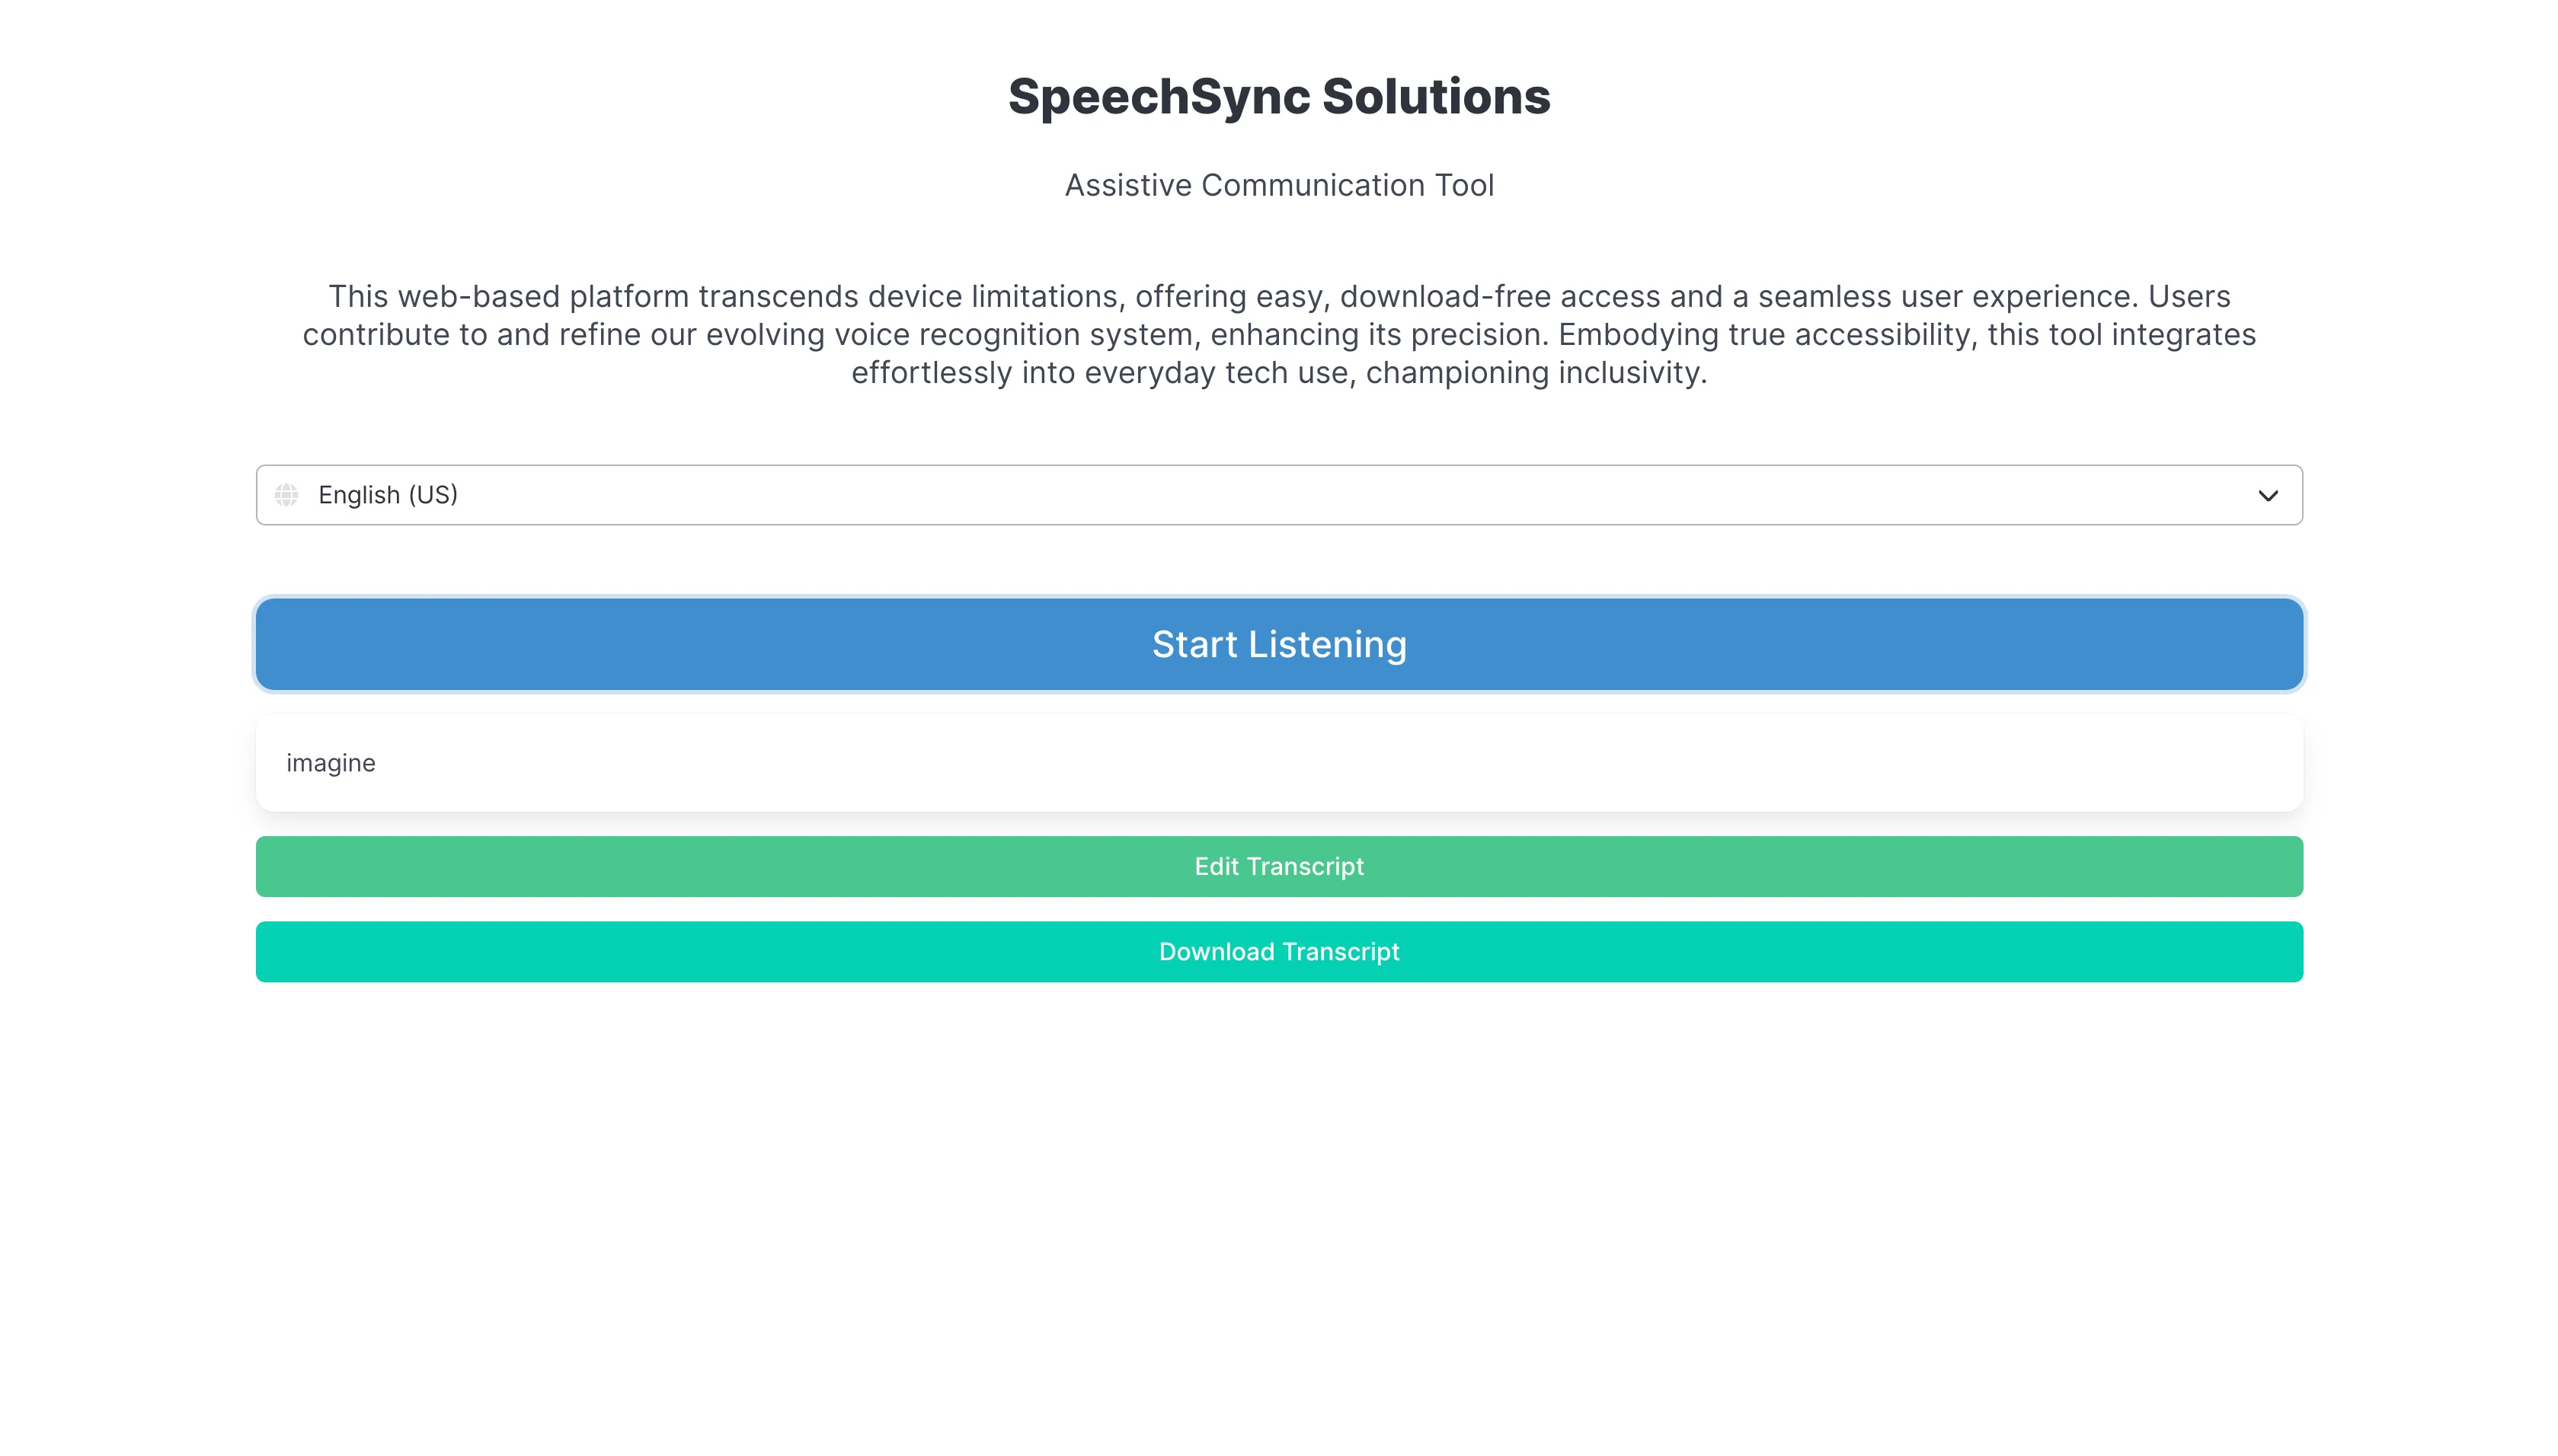 SpeechSync Solutions
Assistive Communication Tool
This web-based platform transcends device limitations, offering easy, download-free access and a seamless user experience. Users
contribute to and refine our evolving voice recognition system, enhancing its precision. Embodying true accessibility, this tool integrates
effortlessly into everyday tech use, championing inclusivity.
English (US)
Start Listening
imagine
Edit Transcript
Download Transcript